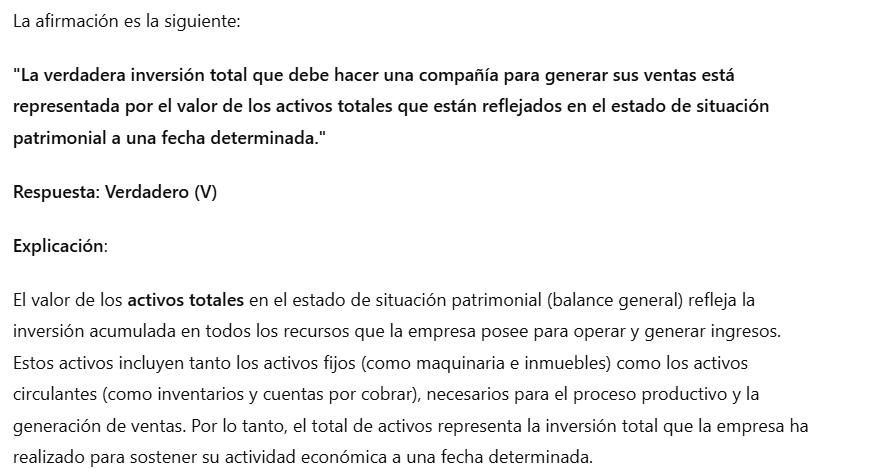 La afirmación es la siguiente:
"La verdadera inversión total que debe hacer una compañía para generar sus ventas está
representada por el valor de los activos totales que están reflejados en el estado de situación
patrimonial a una fecha determinada."
Respuesta: Verdadero (V)
Explicación:
El valor de los activos totales en el estado de situación patrimonial (balance general) refleja la
inversión acumulada en todos los recursos que la empresa posee para operar y generar ingresos.
Estos activos incluyen tanto los activos fijos (como maquinaria e inmuebles) como los activos
circulantes (como inventarios y cuentas por cobrar), necesarios para el proceso productivo y la
generación de ventas. Por lo tanto, el total de activos representa la inversión total que la empresa ha
realizado para sostener su actividad económica a una fecha determinada.